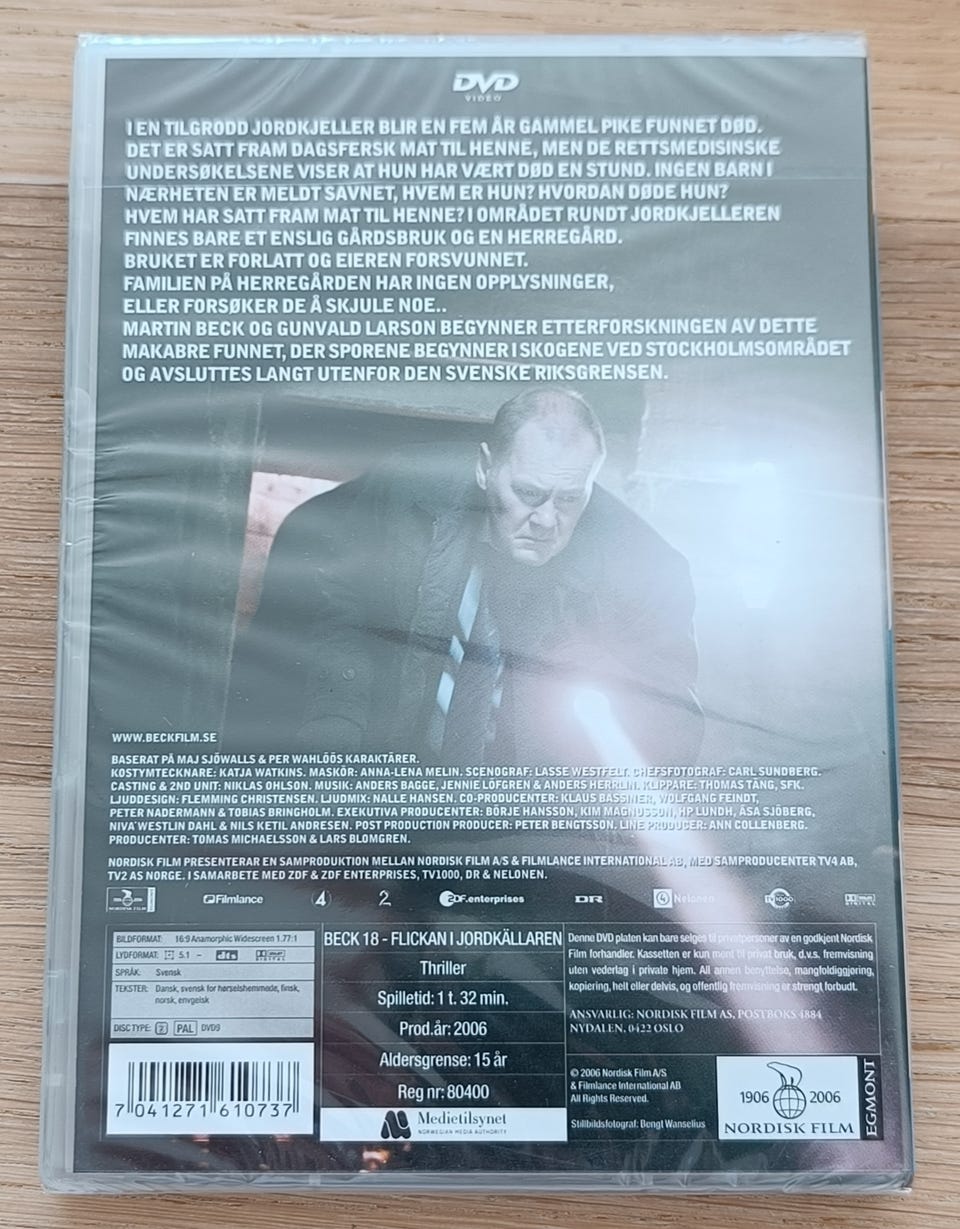 DVD
VIDEO
I EN TILGRODD JORDKJELLER BLIR EN FEM ÅR GAMMEL PIKE FUNNET DØD.
DET ER SATT FRAM DAGSFERSK MAT TIL HENNE, MEN DE RETTSMEDISINSKE
UNDERSØKELSENE VISER AT HUN HAR VÆRT DØD EN STUND. INGEN BARN I
NÆRHETEN ER MELDT SAVNET, HVEM ER HUN? HVORDAN DØDE HUN?
HVEM HAR SATT FRAM MAT TIL HENNE? I OMRÅDET RUNDT JORDKJELLEREN
FINNES BARE ET ENSLIG GÅRDSBRUK OG EN HERREGÅRD.
BRUKET ER FORLATT OG EIEREN FORSVUNNET.
FAMILIEN PÅ HERREGÅRDEN HAR INGEN OPPLYSNINGER,
ELLER FORSØKER DE Å SKJULE NOE..
MARTIN BECK OG GUNVALD LARSON BEGYNNER ETTERFORSKNINGEN AV DETTE
MAKABRE FUNNET, DER SPORENE BEGYNNER I SKOGENE VED STOCKHOLMSOMRÅDET
OG AVSLUTTES LANGT UTENFOR DEN SVENSKE RIKSGRENSEN.
WWW.BECKFILM.SE
BASERAT PÅ MAJ SJÖWALLS & PER WAHLÖÖS KARAKTÄRER.
KOSTYMTECKNARE: KATJA WATKINS. MASKÖR: ANNA-LENA MELIN. SCENOGRAF: LASSE WESTFELT. CHEFSFOTOGRAF: CARL SUNDBERG.
CASTING & 2ND UNIT: NIKLAS OHLSON. MUSIK: ANDERS BAGGE, JENNIE LÖFGREN & ANDERS HERRLIN. KLIPPARE: THOMAS TÄNG, SFK.
LJUDDESIGN: FLEMMING CHRISTENSEN. LJUDMIX: NALLE HANSEN. CO-PRODUCENTER: KLAUS BASSINER, WOLFGANG FEINDT,
PETER NADERMANN & TOBIAS BRINGHOLM. EXEKUTIVA PRODUCENTER: BÖRJE HANSSON, KIM MAGNUSSON, HP LUNDH, ÅSA SJÖBERG,
NIVA WESTLIN DAHL & NILS KETIL ANDRESEN. POST PRODUCTION PRODUCER: PETER BENGTSSON. LINE PRODUCER: ANN COLLENBERG.
PRODUCENTER: TOMAS MICHAELSSON & LARS BLOMGREN.
NORDISK FILM PRESENTERAR EN SAMPRODUKTION MELLAN NORDISK FILM A/S & FILMLANCE INTERNATIONAL AB, MED SAMPRODUCENTER TV4 AB,
TV2 AS NORGE. I SAMARBETE MED ZDF & ZDF ENTERPRISES, TV1000, DR & NELONEN.
NORDISK FILM Filmlance 4 2 ZDF.enterprises DR 4 Nelonen TV1000 DOLBY DIGITAL
BILDFORMAT: 16:9 Anamorphic Widescreen 1.77:1
LYDFORMAT: 5.1 - dts DOLBY DIGITAL
SPRÅK: Svensk
TEKSTER: Dansk, svensk for hørselshemmede, finsk,
norsk, envgelsk
DISC TYPE: 2 PAL DVD9
7 041271 610737
BECK 18 - FLICKAN I JORDKÄLLAREN
Thriller
Spilletid: 1 t. 32 min.
Prod.år: 2006
Aldersgrense: 15 år
Reg nr: 80400
Medietilsynet
NORWEGIAN MEDIA AUTHORITY
Denne DVD platen kan bare selges til privatpersoner av en godkjent Nordisk
Film forhandler. Kassetten er kun ment til privat bruk, d.v.s. fremvisning
uten vederlag i private hjem. All annen benyttelse, mangfoldiggjøring,
kopiering, helt eller delvis, og offentlig fremvisning er strengt forbudt.
ANSVARLIG: NORDISK FILM AS, POSTBOKS 4884
NYDALEN, 0422 OSLO
© 2006 Nordisk Film A/S
& Filmlance International AB
All Rights Reserved.
Stillbildsfotograf: Bengt Wanselius
1906 2006
NORDISK FILM
EGMONT